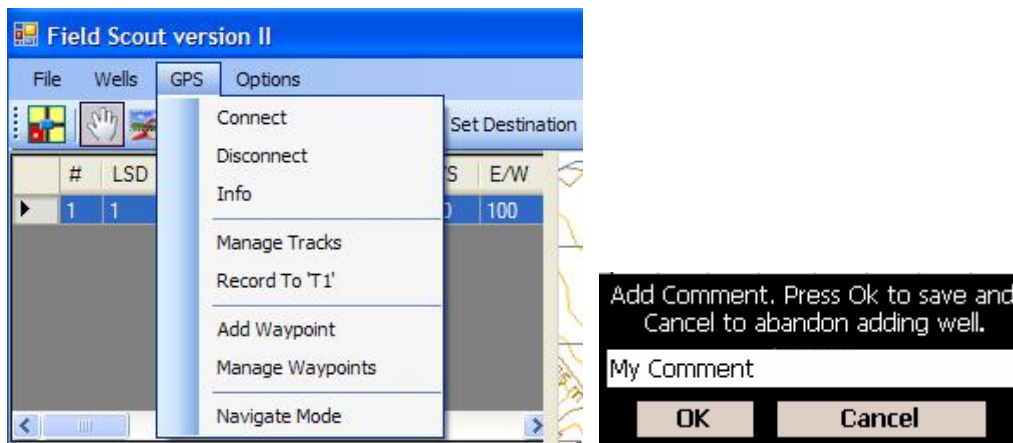 Field Scout version II
File Wells GPS Options
Connect
Set Destination
Disconnect
# LSD E/W
Info
1 1 100
Manage Tracks
Record To 'T1'
Add Waypoint
Manage Waypoints
Navigate Mode
Add Comment. Press Ok to save and
Cancel to abandon adding well.
My Comment
OK Cancel